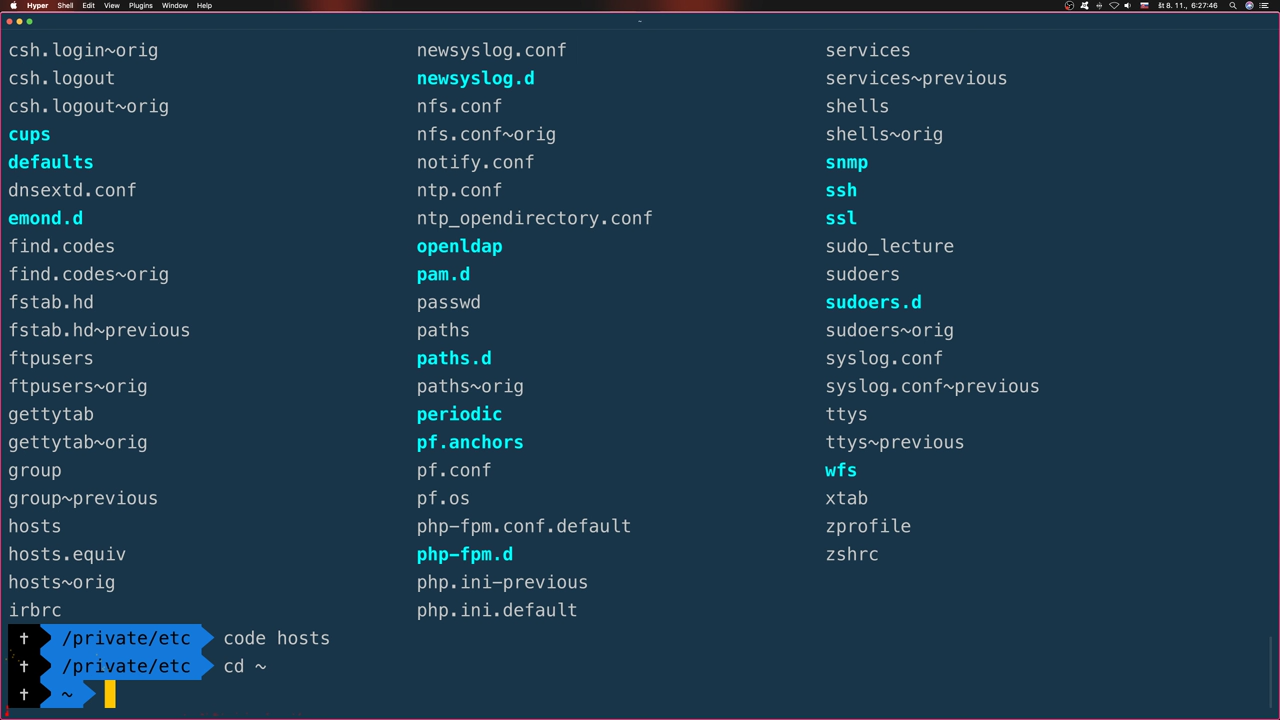 Hyper Shell Edit View Plugins Window Help št 8. 11., 6:27:46
~
csh.login~orig newsyslog.conf services
csh.logout newsyslog.d services~previous
csh.logout~orig nfs.conf shells
cups nfs.conf~orig shells~orig
defaults notify.conf snmp
dnsextd.conf ntp.conf ssh
emond.d ntp_opendirectory.conf ssl
find.codes openldap sudo_lecture
find.codes~orig pam.d sudoers
fstab.hd passwd sudoers.d
fstab.hd~previous paths sudoers~orig
ftpusers paths.d syslog.conf
ftpusers~orig paths~orig syslog.conf~previous
gettytab periodic ttys
gettytab~orig pf.anchors ttys~previous
group pf.conf wfs
group~previous pf.os xtab
hosts php-fpm.conf.default zprofile
hosts.equiv php-fpm.d zshrc
hosts~orig php.ini-previous
irbrc php.ini.default
† /private/etc code hosts
† /private/etc cd ~
† ~